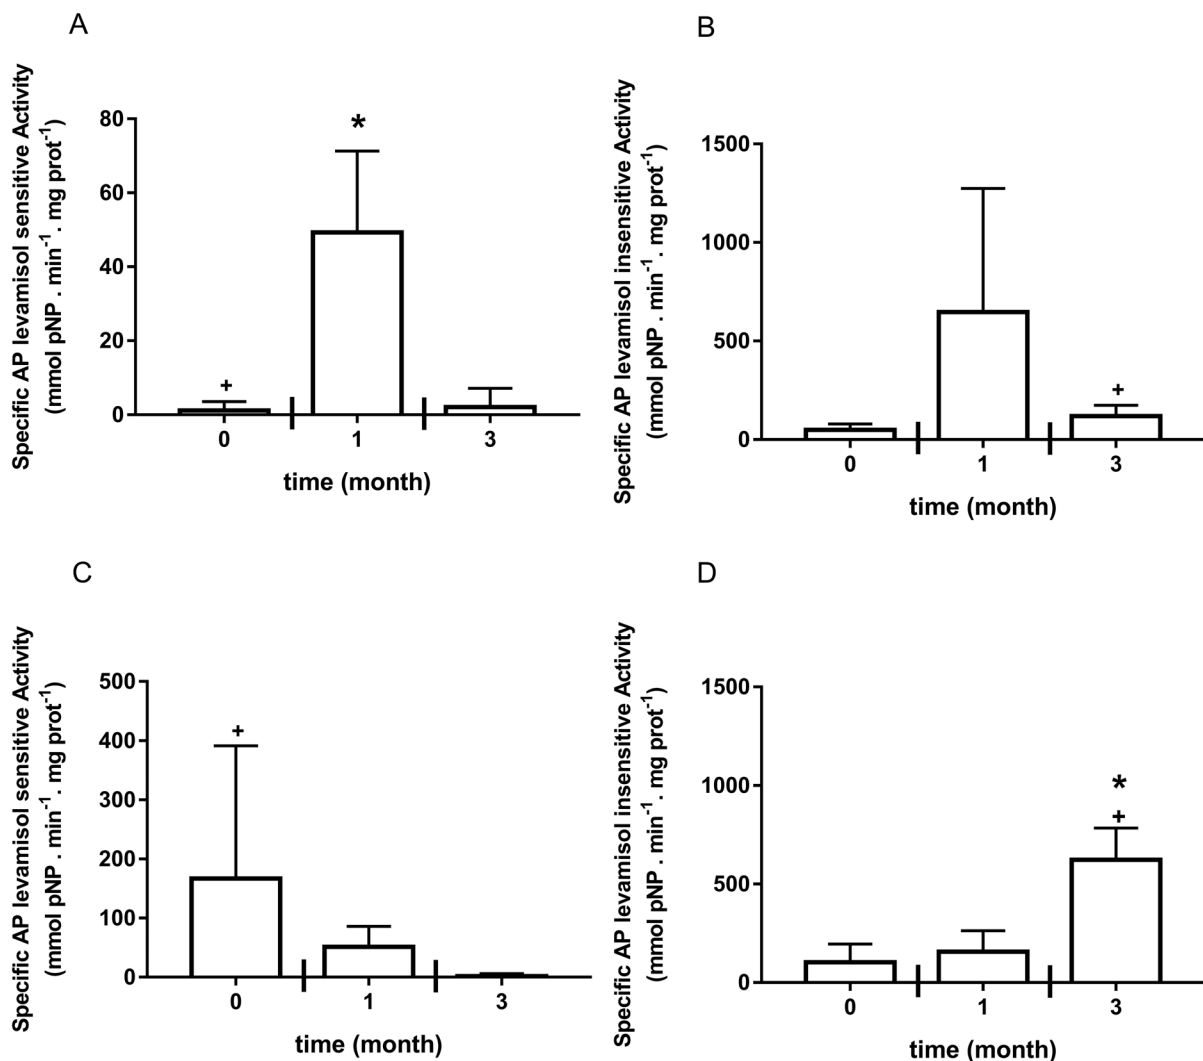 A
Specific AP levamisol sensitive Activity
(mmol pNP . min⁻¹. mg prot⁻¹)
80
60
40
20
0
*
+
0
1
3
time (month)
B
Specific AP levamisol insensitive Activity
(mmol pNP . min⁻¹. mg prot⁻¹)
1500
1000
500
0
+
0
1
3
time (month)
C
Specific AP levamisol sensitive Activity
(mmol pNP . min⁻¹. mg prot⁻¹)
500
400
300
200
100
0
+
0
1
3
time (month)
D
Specific AP levamisol insensitive Activity
(mmol pNP . min⁻¹. mg prot⁻¹)
1500
1000
500
0
*
+
0
1
3
time (month)